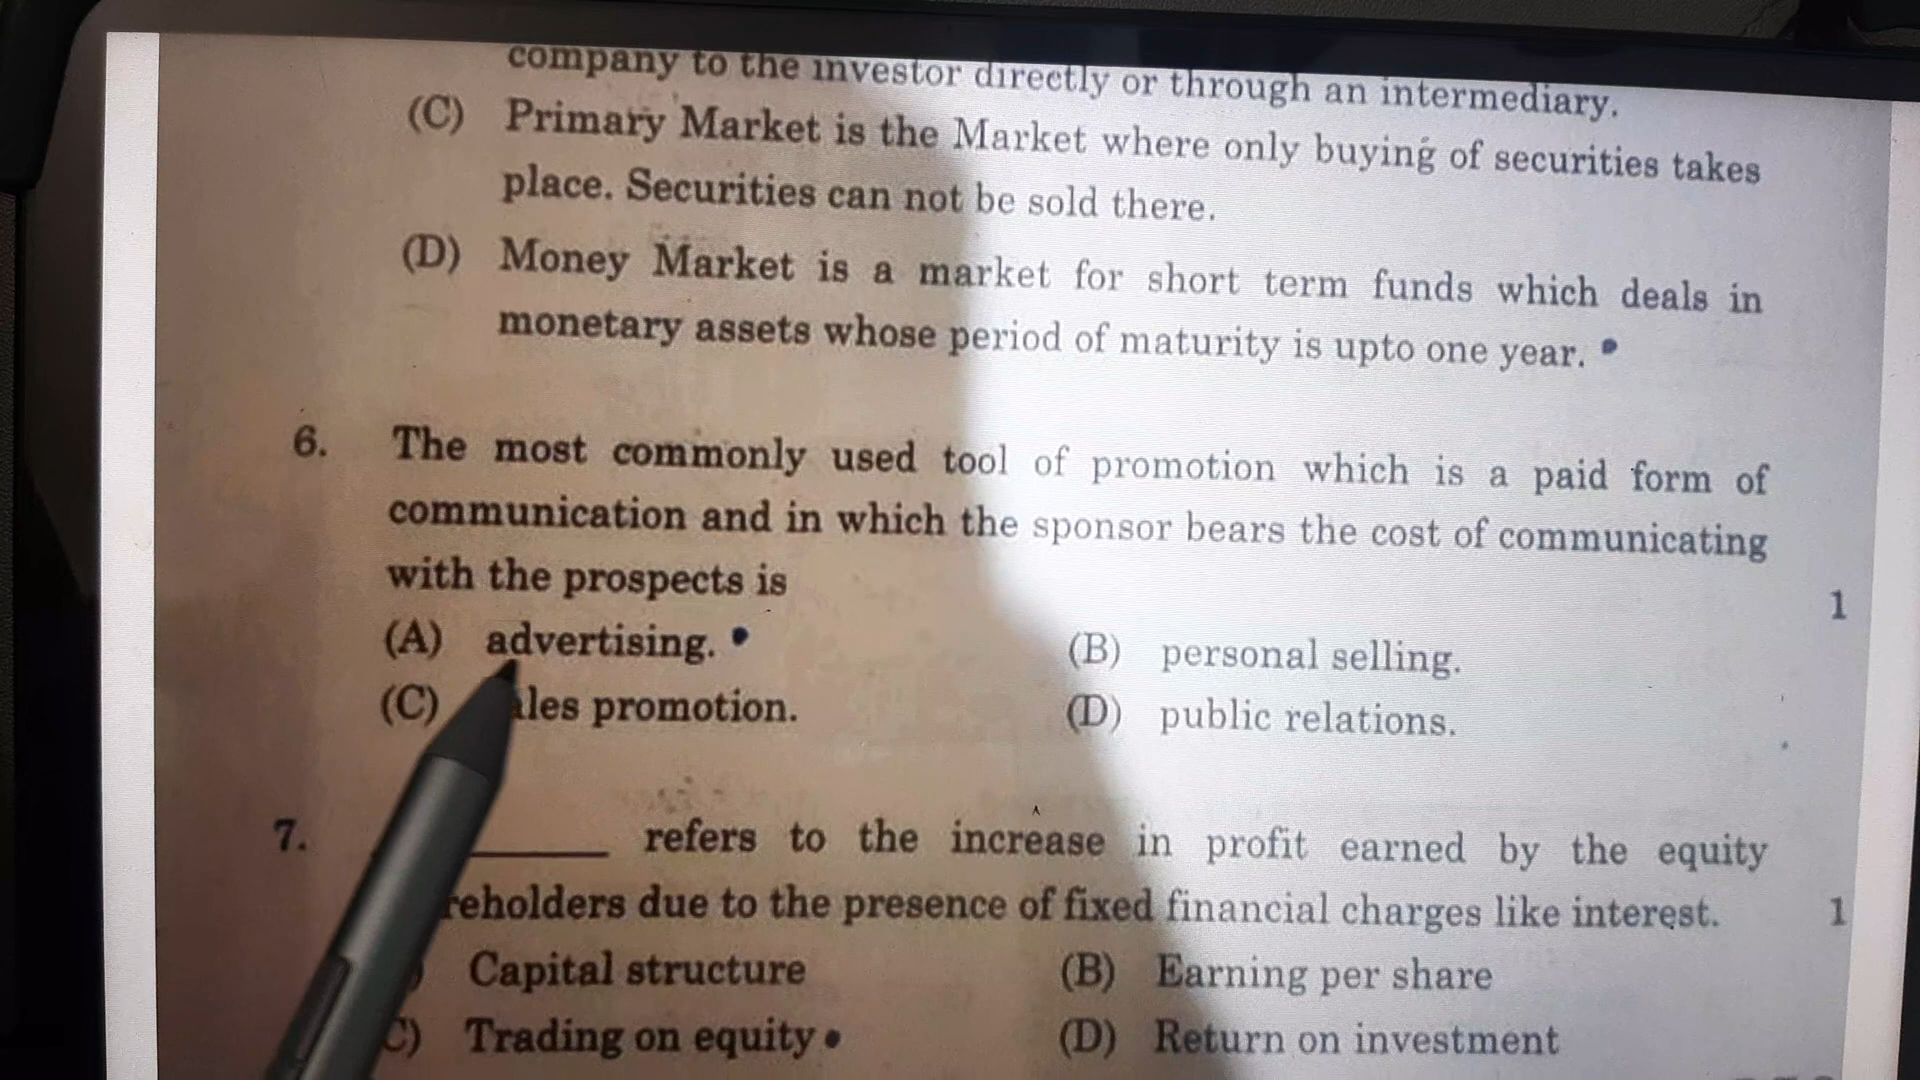 company to the investor directly or through an intermediary.
(C) Primary Market is the Market where only buying of securities takes
place. Securities can not be sold there.
(D) Money Market is a market for short term funds which deals in
monetary assets whose period of maturity is upto one year.
6. The most commonly used tool of promotion which is a paid form of
communication and in which the sponsor bears the cost of communicating
with the prospects is
1
(A) advertising. (B) personal selling.
(C) ales promotion. (D) public relations.
7. ______ refers to the increase in profit earned by the equity
reholders due to the presence of fixed financial charges like interest. 1
) Capital structure (B) Earning per share
C) Trading on equity (D) Return on investment